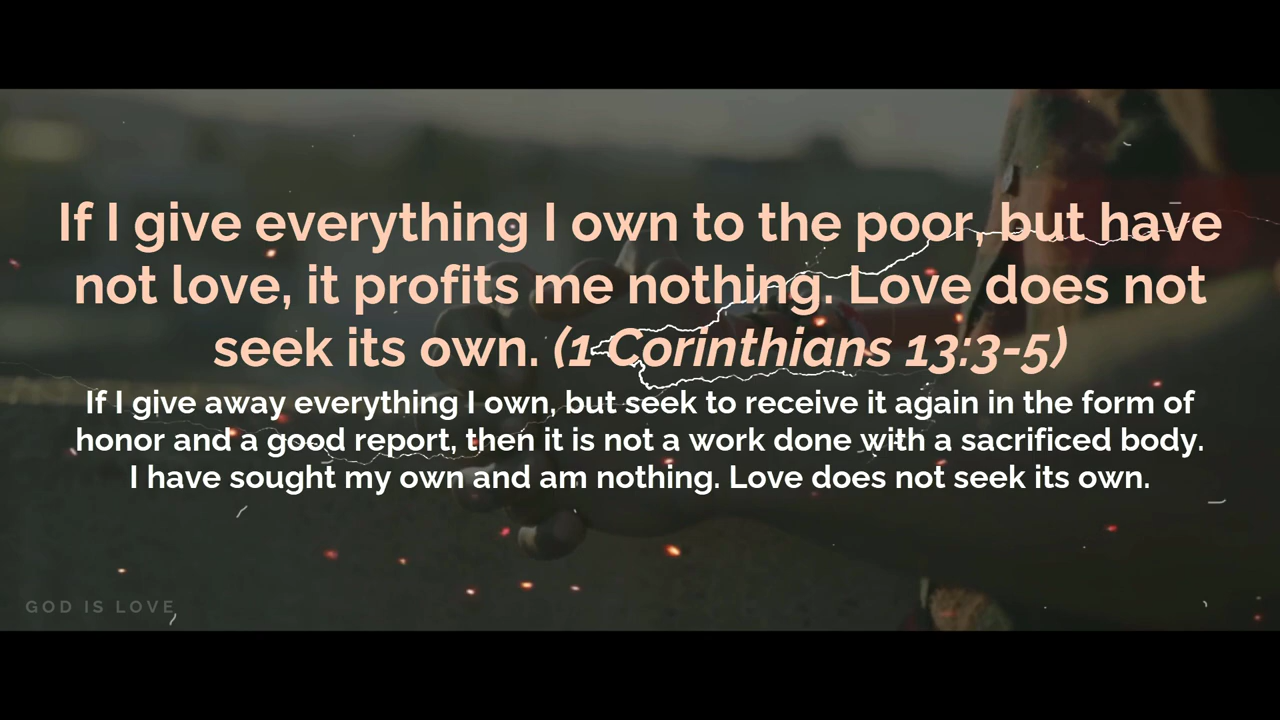 If I give everything I own to the poor, but have
not love, it profits me nothing. Love does not
seek its own. (1 Corinthians 13:3-5)
If I give away everything I own, but seek to receive it again in the form of
honor and a good report, then it is not a work done with a sacrificed body.
I have sought my own and am nothing. Love does not seek its own.
GOD IS LOVE